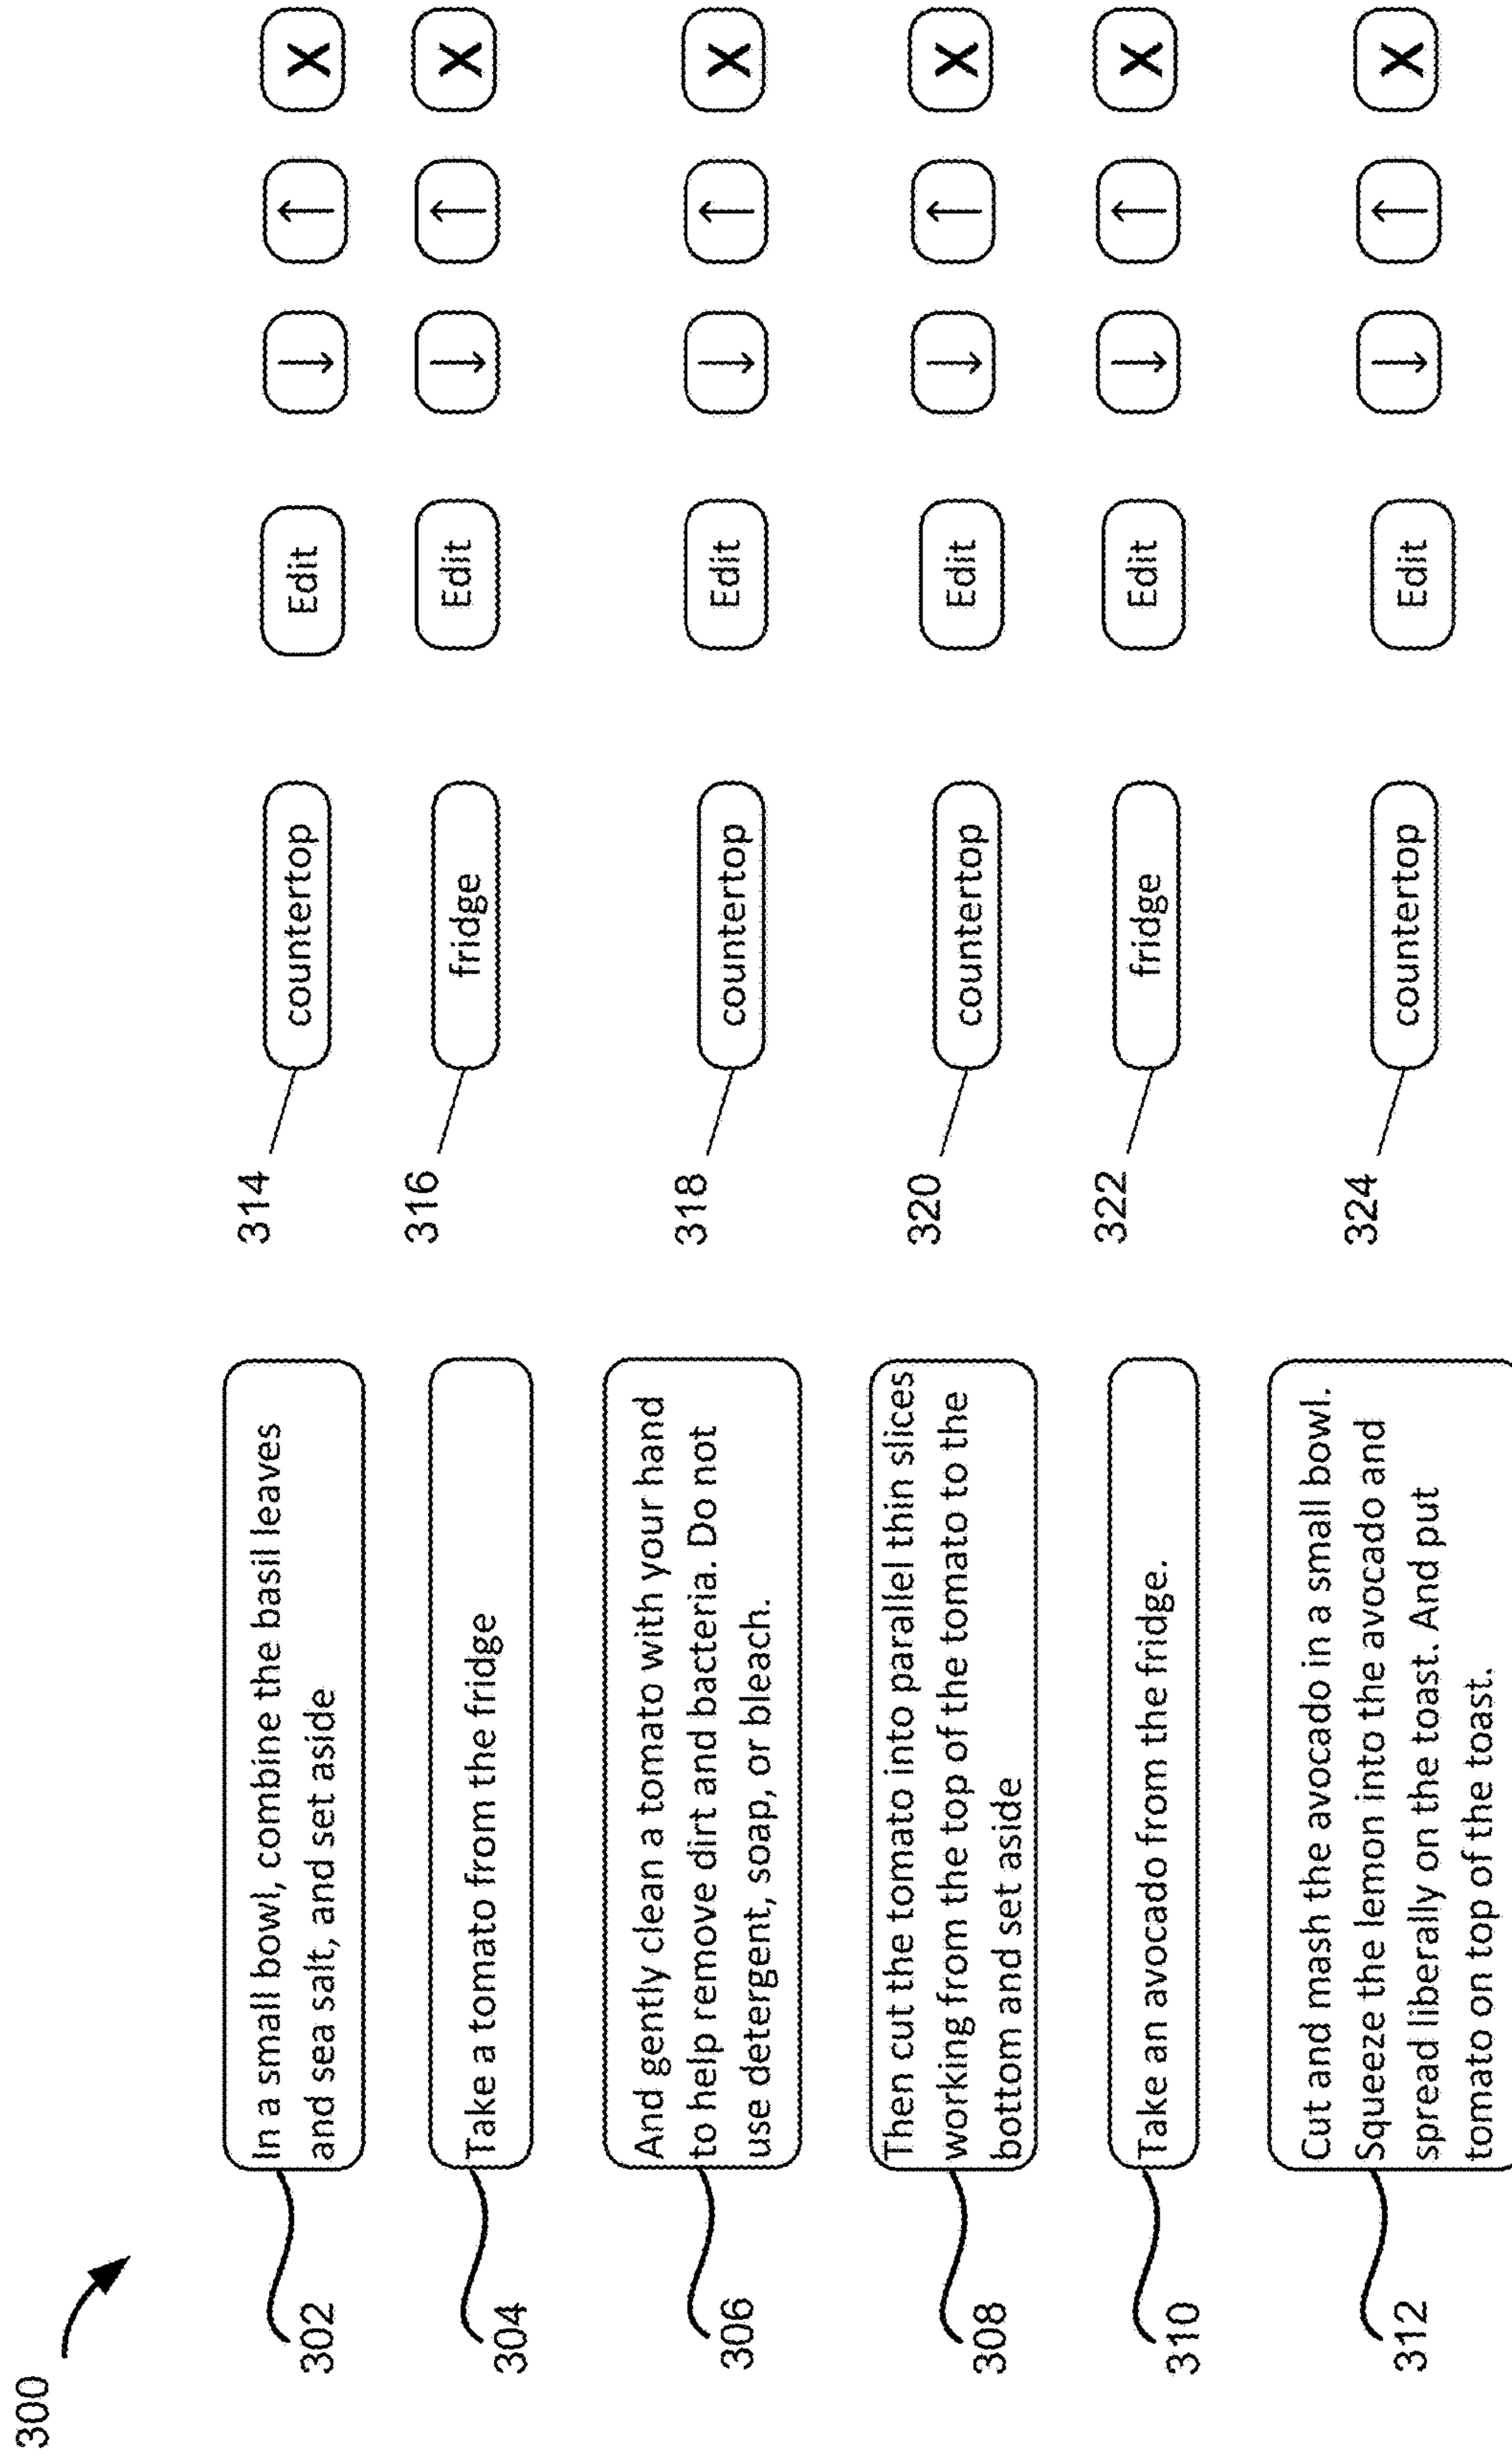 300
302
In a small bowl, combine the basil leaves
and sea salt, and set aside
314
countertop
Edit
X
304
Take a tomato from the fridge
316
fridge
Edit
X
306
And gently clean a tomato with your hand
to help remove dirt and bacteria. Do not
use detergent, soap, or bleach.
318
countertop
Edit
X
308
Then cut the tomato into parallel thin slices
working from the top of the tomato to the
bottom and set aside
320
countertop
Edit
X
310
Take an avocado from the fridge.
322
fridge
Edit
X
312
Cut and mash the avocado in a small bowl.
Squeeze the lemon into the avocado and
spread liberally on the toast. And put
tomato on top of the toast.
324
countertop
Edit
X